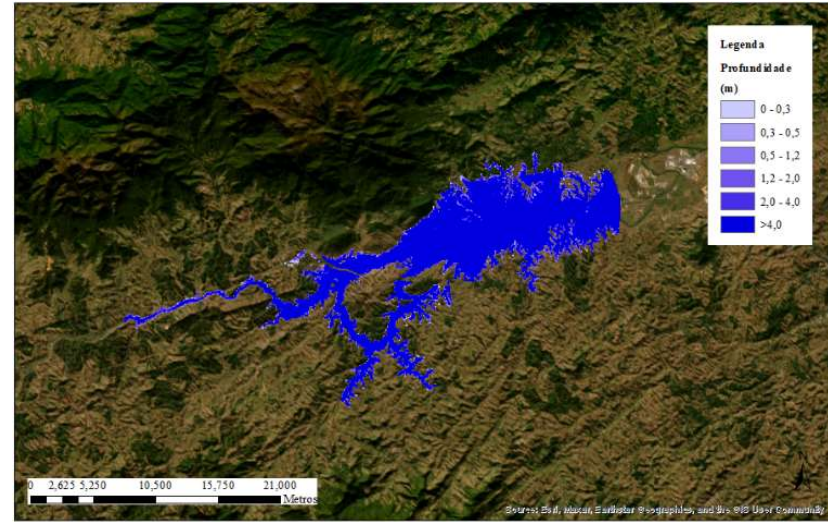 Legenda
Profundidade
(m)
0 - 0,3
0,3 - 0,5
0,5 - 1,2
1,2 - 2,0
2,0 - 4,0
>4,0
0 2,625 5,250 10,500 15,750 21,000
Metros
Source: Esri, Maxar, Earthstar Geographics, and the GIS User Community